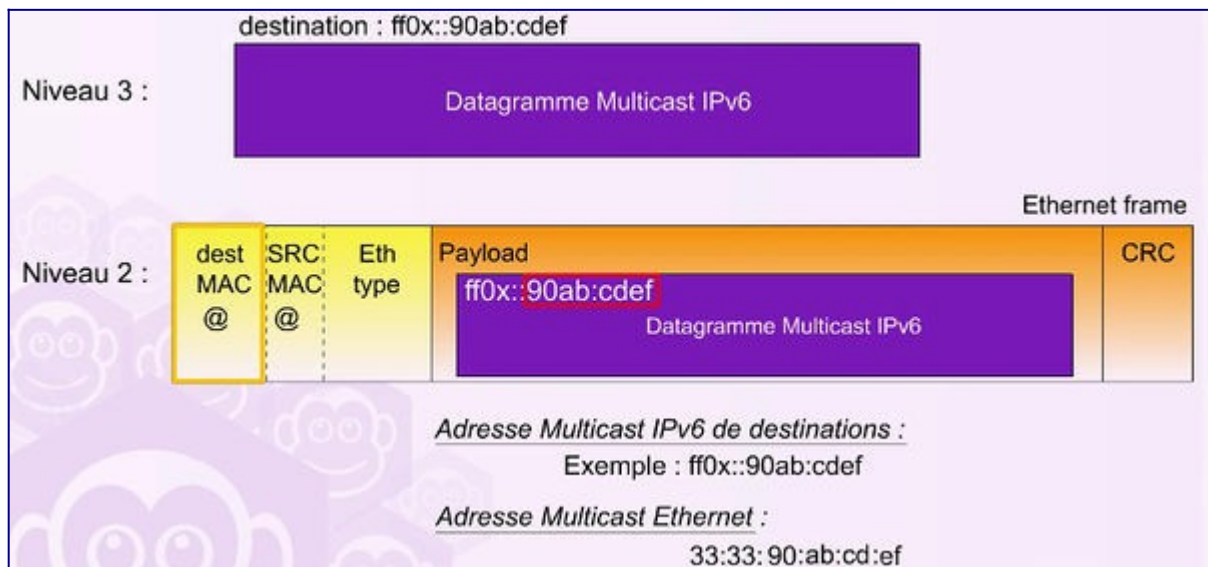 destination : ff0x::90ab:cdef
Niveau 3 :
Datagramme Multicast IPv6
Ethernet frame
Niveau 2 :
dest MAC @
SRC MAC @
Eth type
Payload
CRC
ff0x::90ab:cdef
Datagramme Multicast IPv6
Adresse Multicast IPv6 de destinations :
Exemple : ff0x::90ab:cdef
Adresse Multicast Ethernet :
33:33:90:ab:cd:ef